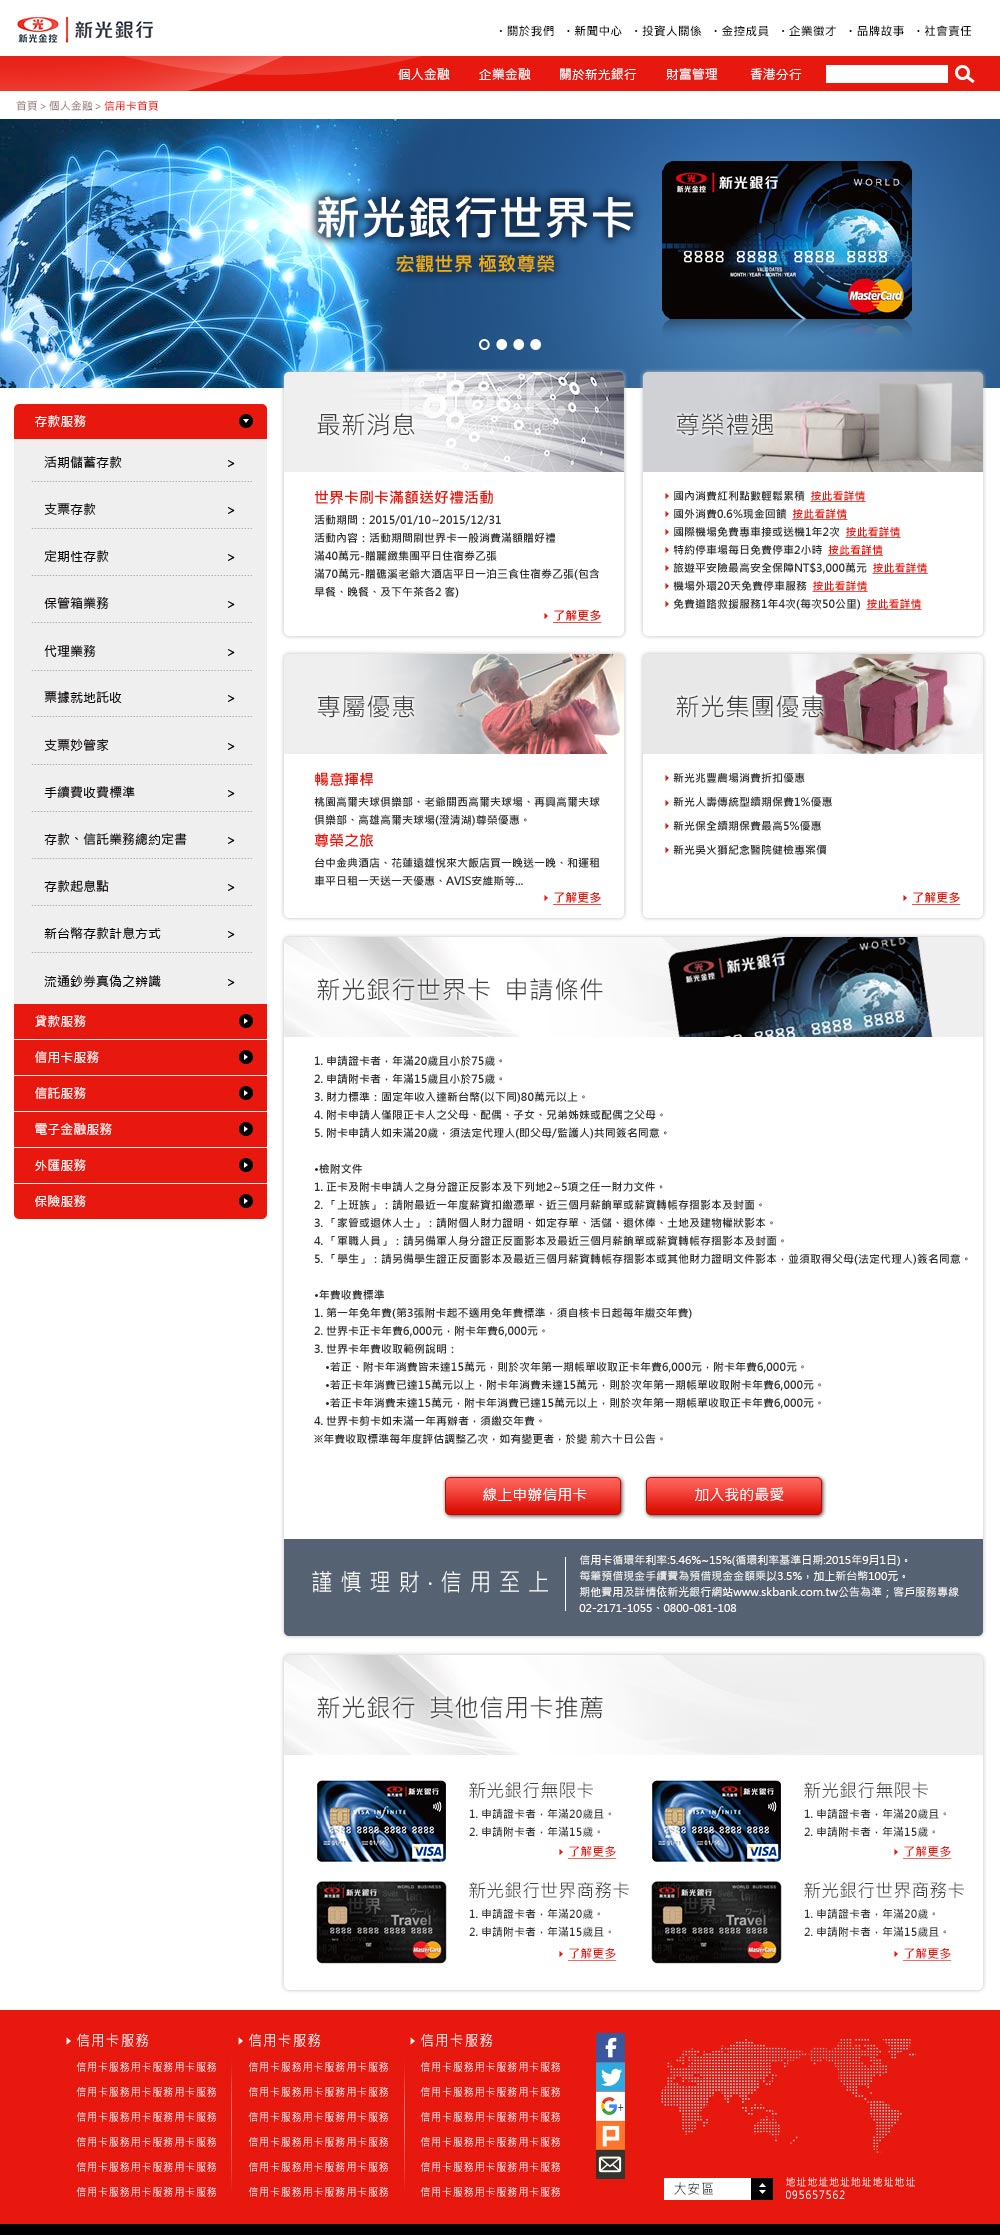 光 新光金控 新光銀行
・關於我們 ・新聞中心 ・投資人關係 ・金控成員 ・企業徵才 ・品牌故事 ・社會責任
個人金融 企業金融 關於新光銀行 財富管理 香港分行
首頁 > 個人金融 > 信用卡首頁
新光銀行世界卡
宏觀世界 極致尊榮
光 新光金控 新光銀行 WORLD
8888 8888 8888 8888
VALID DATES
MONTH/YEAR - MONTH/YEAR
MasterCard
存款服務
活期儲蓄存款 >
支票存款 >
定期性存款 >
保管箱業務 >
代理業務 >
票據就地託收 >
支票妙管家 >
手續費收費標準 >
存款、信託業務總約定書 >
存款起息點 >
新台幣存款計息方式 >
流通鈔券真偽之辨識 >
貸款服務
信用卡服務
信託服務
電子金融服務
外匯服務
保險服務
最新消息
世界卡刷卡滿額送好禮活動
活動期間：2015/01/10~2015/12/31
活動內容：活動期間刷世界卡一般消費滿額贈好禮
滿40萬元-贈麗緻集團平日住宿券乙張
滿70萬元-贈礁溪老爺大酒店平日一泊三食住宿券乙張(包含
早餐、晚餐、及下午茶各2 客)
了解更多
尊榮禮遇
國內消費紅利點數輕鬆累積 按此看詳情
國外消費0.6%現金回饋 按此看詳情
國際機場免費專車接或送機1年2次 按此看詳情
特約停車場每日免費停車2小時 按此看詳情
旅遊平安險最高安全保障NT$3,000萬元 按此看詳情
機場外環20天免費停車服務 按此看詳情
免費道路救援服務1年4次(每次50公里) 按此看詳情
專屬優惠
暢意揮桿
桃園高爾夫球俱樂部、老爺關西高爾夫球場、再興高爾夫球
俱樂部、高雄高爾夫球場(澄清湖)尊榮優惠。
尊榮之旅
台中金典酒店、花蓮遠雄悅來大飯店買一晚送一晚、和運租
車平日租一天送一天優惠、AVIS安維斯等...
了解更多
新光集團優惠
新光兆豐農場消費折扣優惠
新光人壽傳統型續期保費1%優惠
新光保全續期保費最高5%優惠
新光吳火獅紀念醫院健檢專案價
了解更多
新光銀行世界卡 申請條件
光 新光金控 新光銀行 WORLD
8888 8888 8888 8888
1. 申請證卡者，年滿20歲且小於75歲。
2. 申請附卡者，年滿15歲且小於75歲。
3. 財力標準：固定年收入達新台幣(以下同)80萬元以上。
4. 附卡申請人僅限正卡人之父母、配偶、子女、兄弟姊妹或配偶之父母。
5. 附卡申請人如未滿20歲，須法定代理人(即父母/監護人)共同簽名同意。
•檢附文件
1. 正卡及附卡申請人之身分證正反影本及下列地2~5項之任一財力文件。
2. 「上班族」：請附最近一年度薪資扣繳憑單、近三個月薪餉單或薪資轉帳存摺影本及封面。
3. 「家管或退休人士」：請附個人財力證明、如定存單、活儲、退休俸、土地及建物權狀影本。
4. 「軍職人員」：請另備軍人身分證正反面影本及最近三個月薪餉單或薪資轉帳存摺影本及封面。
5. 「學生」：請另備學生證正反面影本及最近三個月薪資轉帳存摺影本或其他財力證明文件影本，並須取得父母(法定代理人)簽名同意。
•年費收費標準
1. 第一年免年費(第3張附卡起不適用免年費標準，須自核卡日起每年繳交年費)
2. 世界卡正卡年費6,000元，附卡年費6,000元。
3. 世界卡年費收取範例說明：
•若正、附卡年消費皆未達15萬元，則於次年第一期帳單收取正卡年費6,000元，附卡年費6,000元。
•若正卡年消費已達15萬元以上，附卡年消費未達15萬元，則於次年第一期帳單收取附卡年費6,000元。
•若正卡年消費未達15萬元，附卡年消費已達15萬元以上，則於次年第一期帳單收取正卡年費6,000元。
4. 世界卡剪卡如未滿一年再辦者，須繳交年費。
※年費收取標準每年度評估調整乙次，如有變更者，於變 前六十日公告。
線上申辦信用卡 加入我的最愛
謹慎理財·信用至上
信用卡循環年利率:5.46%~15%(循環利率基準日期:2015年9月1日)。
每筆預借現金手續費為預借現金金額乘以3.5%，加上新台幣100元。
期他費用及詳情依新光銀行網站www.skbank.com.tw公告為準；客戶服務專線
02-2171-1055、0800-081-108
新光銀行 其他信用卡推薦
新光銀行
VISA INFINITE
8888 8888 8888 8888
VISA
新光銀行無限卡
1. 申請證卡者，年滿20歲且。
2. 申請附卡者，年滿15歲。
了解更多
新光銀行
VISA INFINITE
8888 8888 8888 8888
VISA
新光銀行無限卡
1. 申請證卡者，年滿20歲且。
2. 申請附卡者，年滿15歲。
了解更多
新光銀行 WORLD BUSINESS
世界
Travel
8888 8888 8888 8888
MasterCard
新光銀行世界商務卡
1. 申請證卡者，年滿20歲。
2. 申請附卡者，年滿15歲且。
了解更多
新光銀行 WORLD BUSINESS
世界
Travel
8888 8888 8888 8888
MasterCard
新光銀行世界商務卡
1. 申請證卡者，年滿20歲。
2. 申請附卡者，年滿15歲且。
了解更多
信用卡服務 信用卡服務 信用卡服務
信用卡服務用卡服務用卡服務 信用卡服務用卡服務用卡服務 信用卡服務用卡服務用卡服務
信用卡服務用卡服務用卡服務 信用卡服務用卡服務用卡服務 信用卡服務用卡服務用卡服務
信用卡服務用卡服務用卡服務 信用卡服務用卡服務用卡服務 信用卡服務用卡服務用卡服務
信用卡服務用卡服務用卡服務 信用卡服務用卡服務用卡服務 信用卡服務用卡服務用卡服務
信用卡服務用卡服務用卡服務 信用卡服務用卡服務用卡服務 信用卡服務用卡服務用卡服務
信用卡服務用卡服務用卡服務 信用卡服務用卡服務用卡服務 信用卡服務用卡服務用卡服務
f
G+
大安區
地址地址地址地址地址地址
095657562